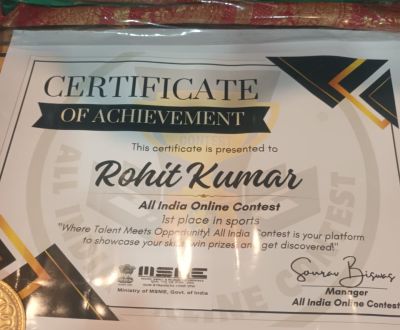 CERTIFICATE
OF ACHIEVEMENT
This certificate is presented to
Rohit Kumar
All India Online Contest
1st place in sports
"Where Talent Meets Opportunity! All India Contest is your platform
to showcase your skills, win prizes, and get discovered!"
MSME
Ministry of MSME, Govt. of India
Sourav Biswas
Manager
All India Online Contest